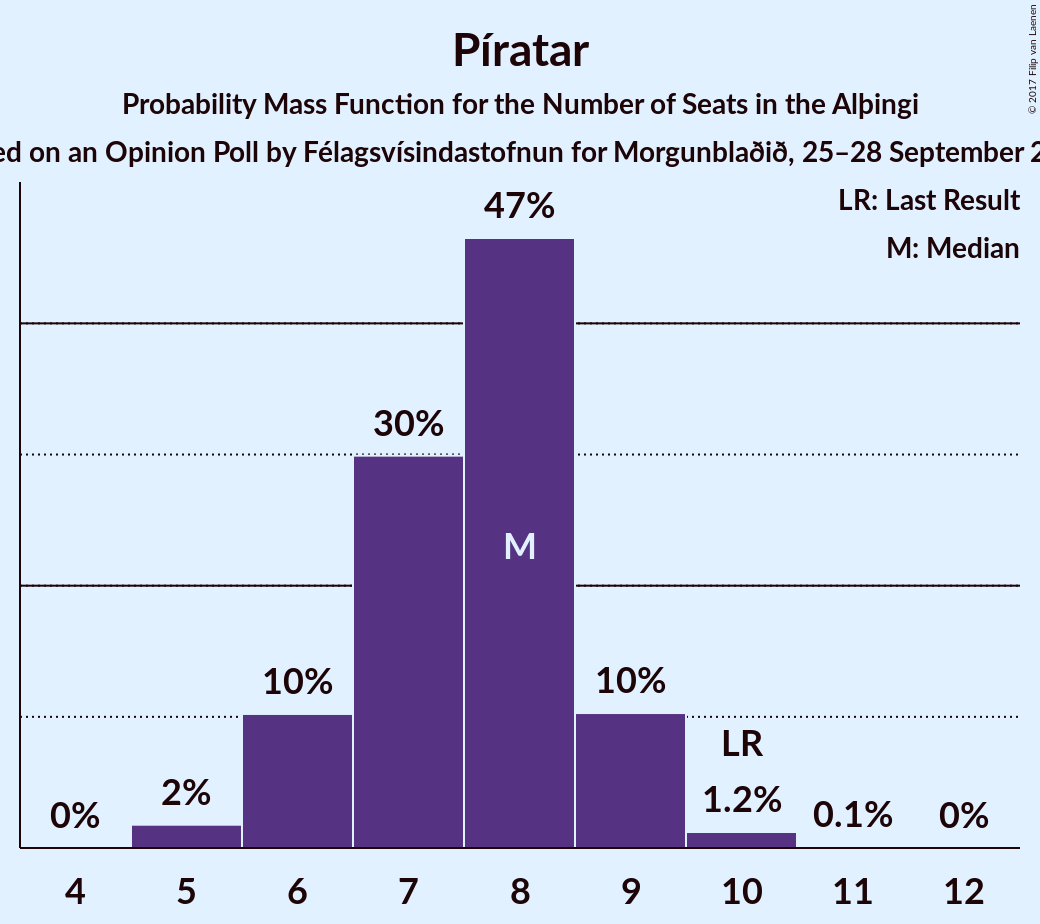 Píratar
Probability Mass Function for the Number of Seats in the Alþingi
on an Opinion Poll by Félagsvísindastofnun for Morgunblaðið, 25–28 September
LR: Last Result
M: Median
47%
30%
M
10%
10%
LR
2%
1.2%
0%
0.1%
0%
4 5 6 7 8 9 10 11 12
© 2017 Filip van Laenen